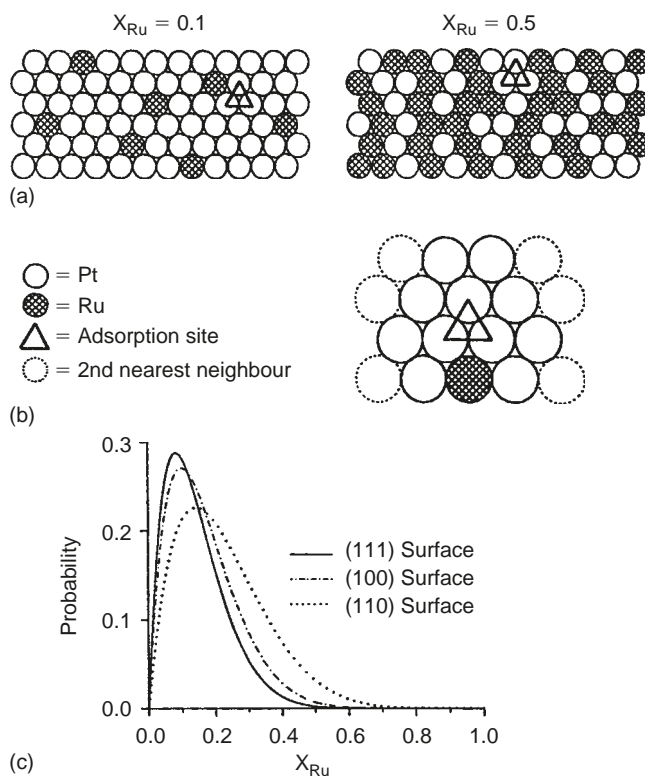 X_Ru = 0.1
X_Ru = 0.5
(a)
= Pt
= Ru
= Adsorption site
= 2nd nearest neighbour
(b)
0.3
0.2
0.1
0.0
Probability
(111) Surface
(100) Surface
(110) Surface
0.0 0.2 0.4 0.6 0.8 1.0
X_Ru
(c)